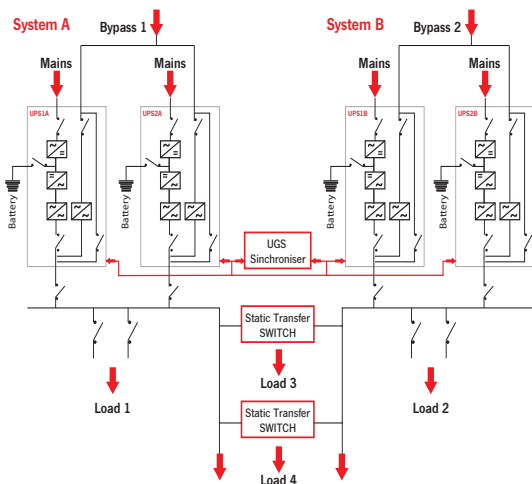 System A
Bypass 1
System B
Bypass 2
Mains
Mains
Mains
Mains
UPS1A
UPS2A
UPS1B
UPS2B
Battery
Battery
Battery
Battery
UGS
Sinchroniser
Static Transfer
SWITCH
Load 3
Load 1
Load 2
Static Transfer
SWITCH
Load 4